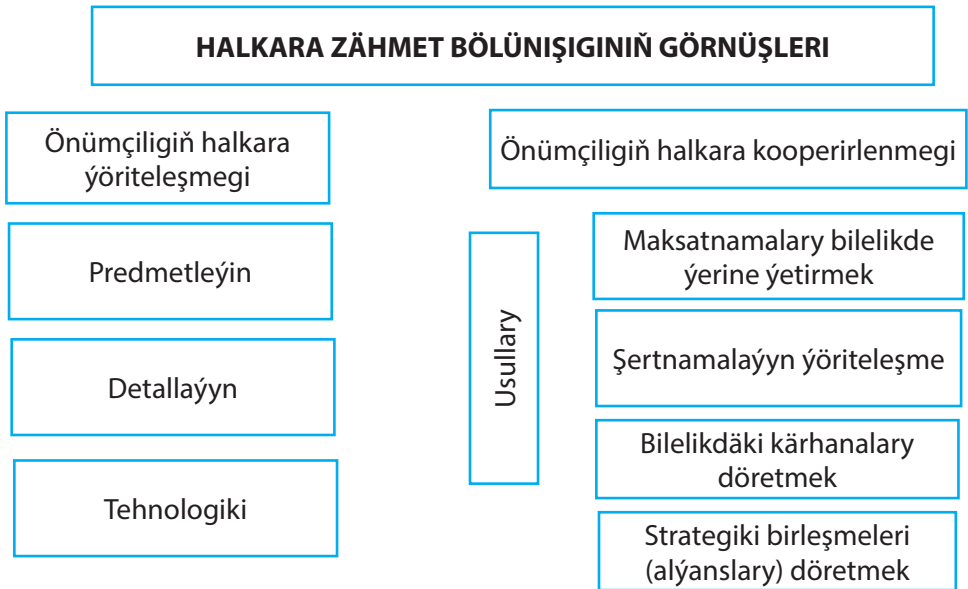 HALKARA ZÄHMET BÖLÜNIŞIGINIŇ GÖRNÜŞLERI
Önümçiligiň halkara
ýöriteleşmegi
Predmetleýin
Detallaýyn
Tehnologiki
Önümçiligiň halkara kooperirlenmegi
Usullary
Maksatnamalary bilelikde
ýerine ýetirmek
Şertnamalaýyn ýöriteleşme
Bilelikdäki kärhanalary
döretmek
Strategiki birleşmeleri
(alýanslary) döretmek